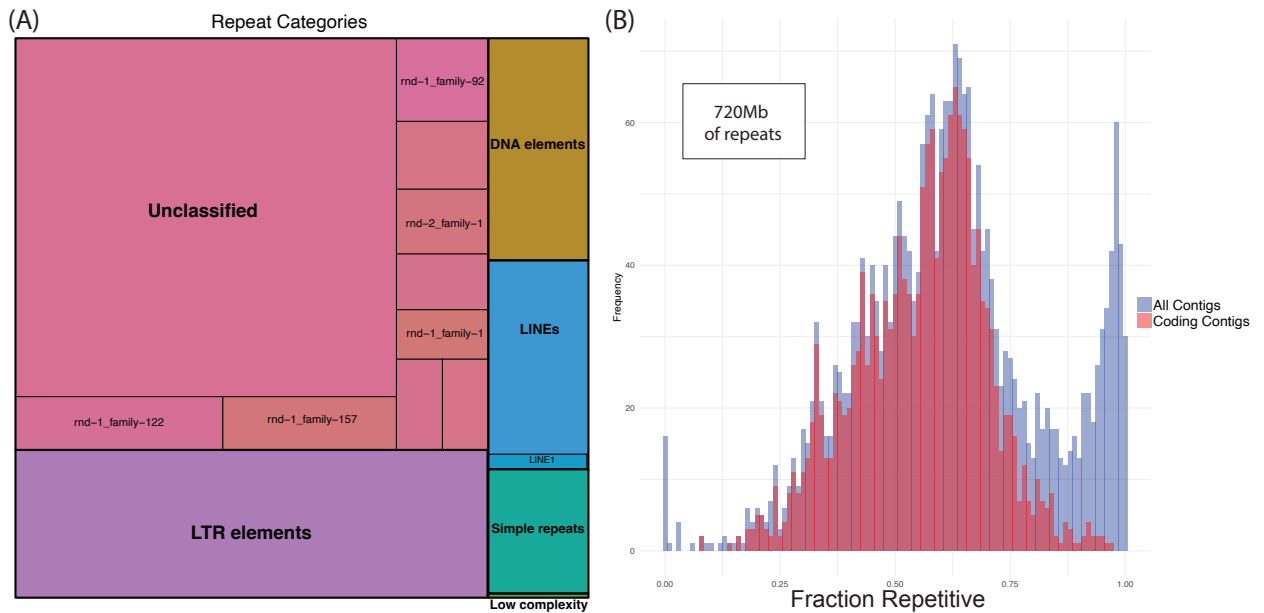 (A)
Repeat Categories
Unclassified
rnd-1_family-92
rnd-2_family-1
rnd-1_family-1
rnd-1_family-122
rnd-1_family-157
LTR elements
DNA elements
LINEs
LINE1
Simple repeats
Low complexity
(B)
720Mb
of repeats
Frequency
60
40
20
0
0.00
0.25
0.50
0.75
1.00
Fraction Repetitive
All Contigs
Coding Contigs